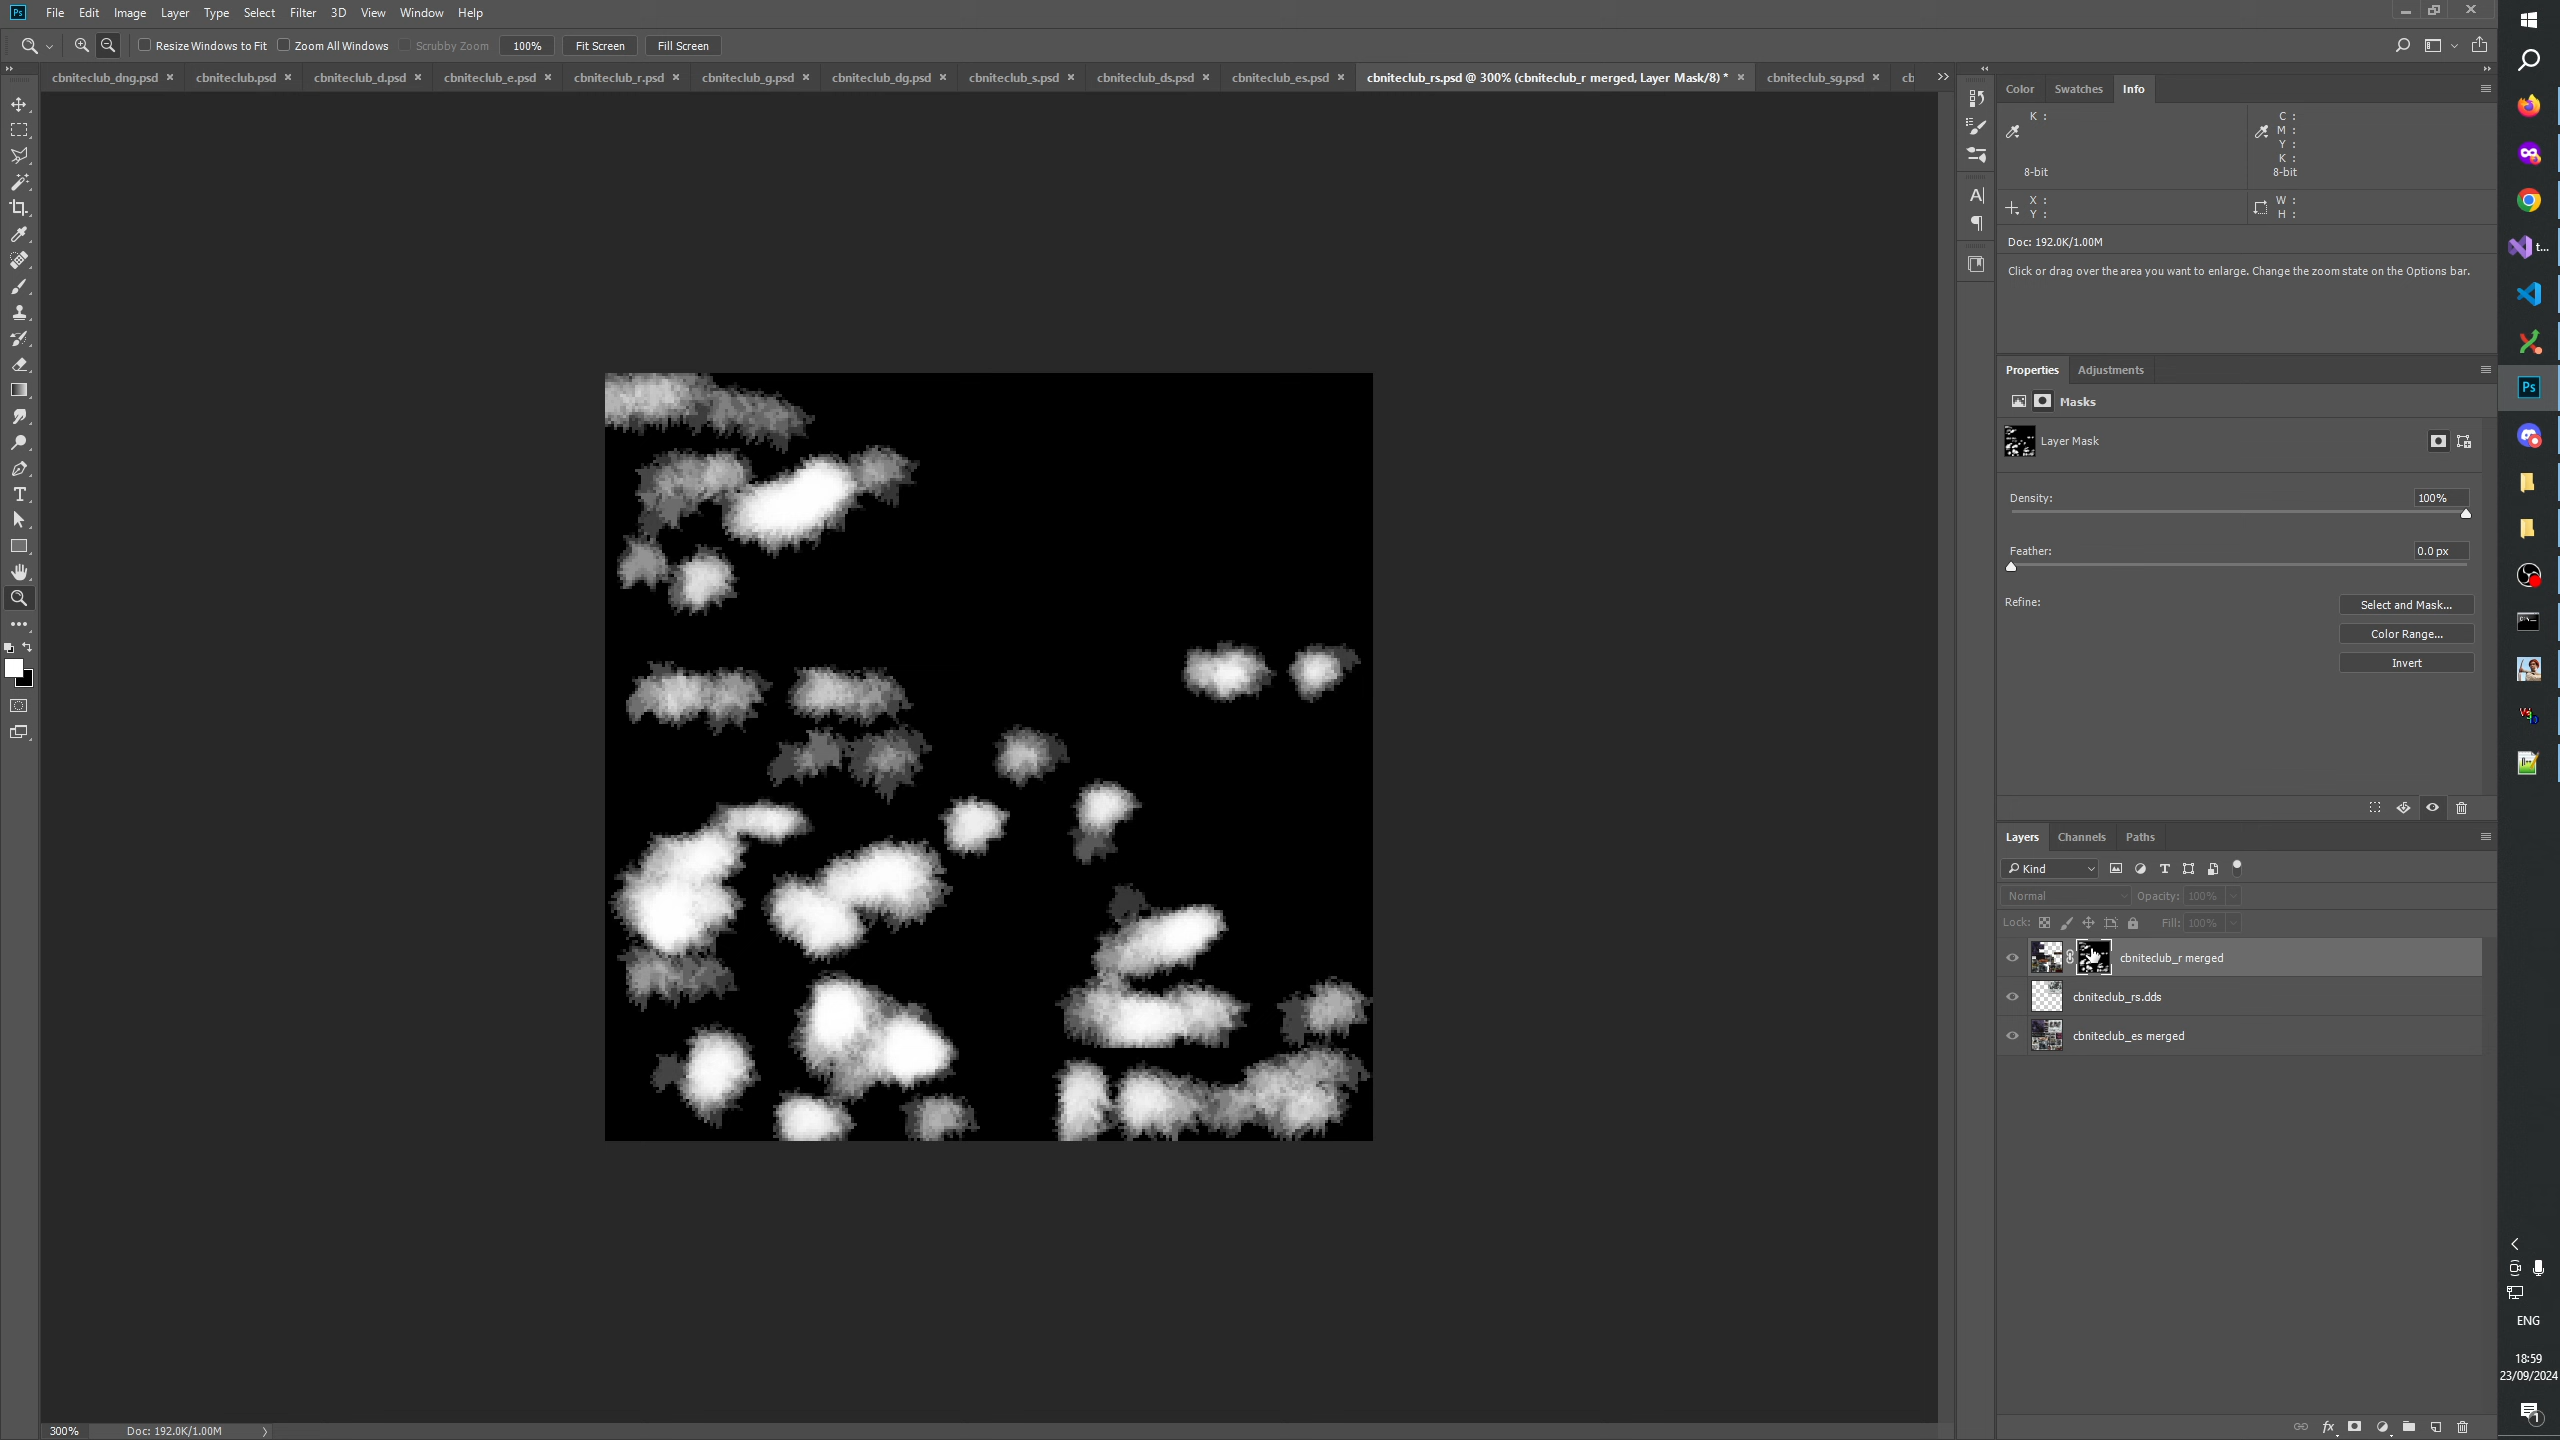 Ps File Edit Image Layer Type Select Filter 3D View Window Help
Resize Windows to Fit Zoom All Windows Scrubby Zoom 100% Fit Screen Fill Screen
cbniteclub_dng.psd × cbniteclub.psd × cbniteclub_d.psd × cbniteclub_e.psd × cbniteclub_r.psd × cbniteclub_g.psd × cbniteclub_dg.psd × cbniteclub_s.psd × cbniteclub_ds.psd × cbniteclub_es.psd × cbniteclub_rs.psd @ 300% (cbniteclub_r merged, Layer Mask/8) * × cbniteclub_sg.psd × cb
Color Swatches Info
K :
C :
M :
Y :
K :
8-bit 8-bit
X : W :
Y : H :
Doc: 192.0K/1.00M
Click or drag over the area you want to enlarge. Change the zoom state on the Options bar.
Properties Adjustments
Masks
Layer Mask
Density: 100%
Feather: 0.0 px
Refine: Select and Mask...
Color Range...
Invert
Layers Channels Paths
Kind
Normal Opacity: 100%
Lock: Fill: 100%
cbniteclub_r merged
cbniteclub_rs.dds
cbniteclub_es merged
300% Doc: 192.0K/1.00M
t...
Ps
ENG
18:59
23/09/2024
1